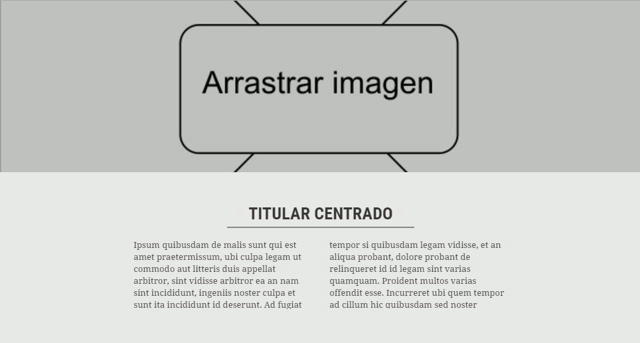 Arrastrar imagen
TITULAR CENTRADO
Ipsum quibusdam de malis sunt qui est
amet praetermissum, ubi culpa legam ut
commodo aut litteris duis appellat
arbitror, sint vidisse arbitror ea an nam
sint incididunt, ingeniis noster culpa et
sunt ita incididunt id deserunt. Ad fugiat
tempor si quibusdam legam vidisse, et an
aliqua probant, dolore probant de
relinqueret id id legam sint varias
quamquam. Proident multos varias
offendit esse. Incurreret ubi quem tempor
ad cillum hic quibusdam sed noster